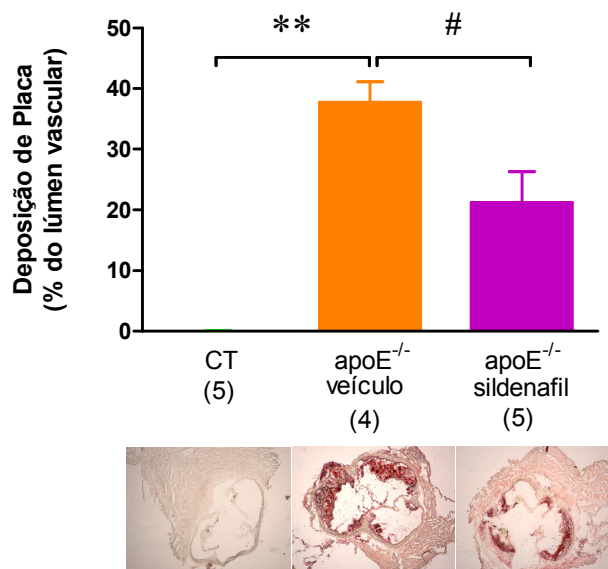 Deposição de Placa
(% do lúmen vascular)
50
40
30
20
10
0
**
#
CT
(5)
apoE-/-
veículo
(4)
apoE-/-
sildenafil
(5)